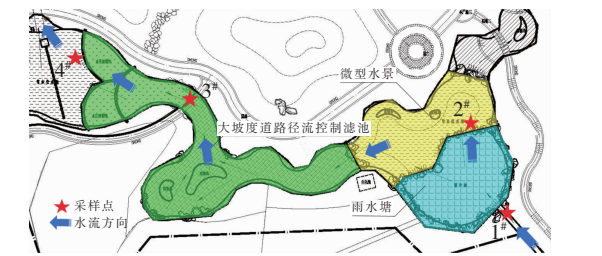 微型水景
4#
3#
2#
大坡度道路径流控制滤池
雨水塘
1#
采样点
水流方向